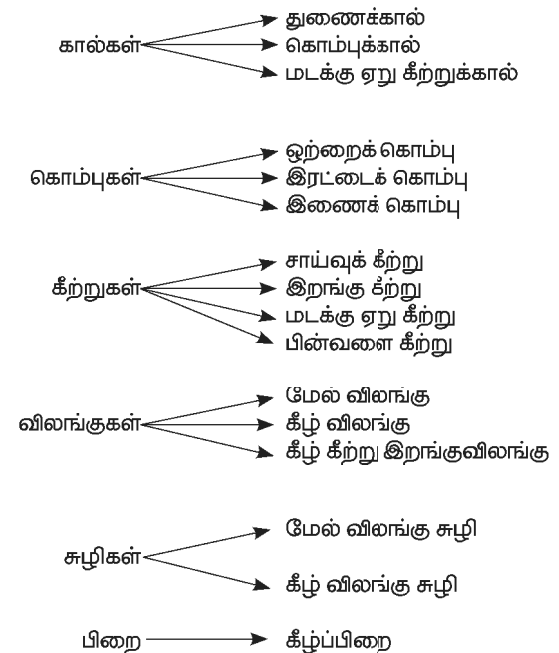 துணைக்கால்
கால்கள் கொம்புக்கால்
மடக்கு ஏறு கீற்றுக்கால்
ஒற்றைக் கொம்பு
கொம்புகள் இரட்டைக் கொம்பு
இணைக் கொம்பு
சாய்வுக் கீற்று
கீற்றுகள் இறங்கு கீற்று
மடக்கு ஏறு கீற்று
பின்வளை கீற்று
மேல் விலங்கு
விலங்குகள் கீழ் விலங்கு
கீழ் கீற்று இறங்குவிலங்கு
மேல் விலங்கு சுழி
சுழிகள்
கீழ் விலங்கு சுழி
பிறை கீழ்ப்பிறை